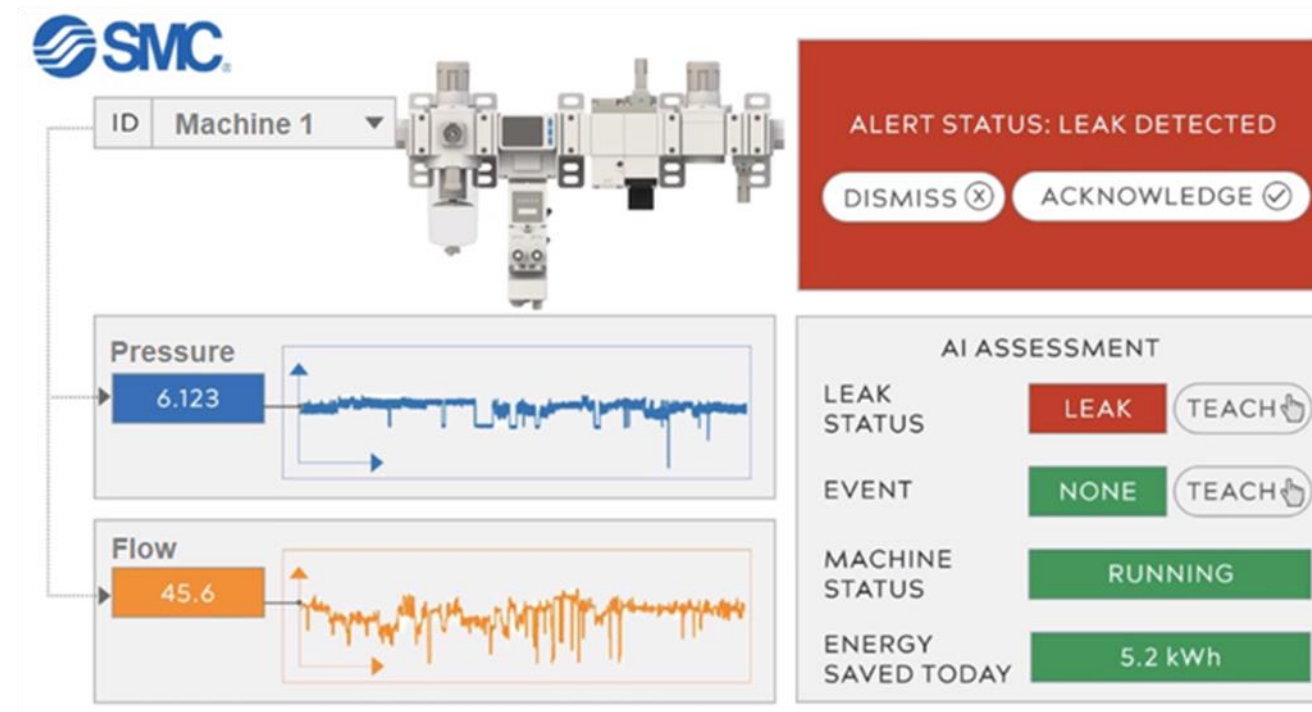 SMC
ID Machine 1
ALERT STATUS: LEAK DETECTED
DISMISS
ACKNOWLEDGE
Pressure
6.123
Flow
45.6
AI ASSESSMENT
LEAK
STATUS
LEAK
TEACH
EVENT
NONE
TEACH
MACHINE
STATUS
RUNNING
ENERGY
SAVED TODAY
5.2 kWh